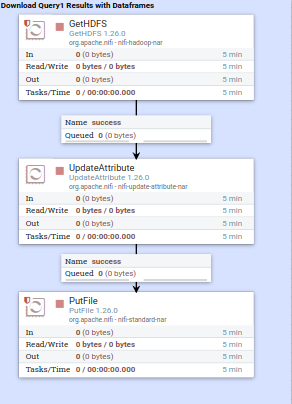 Download Query1 Results with Dataframes
GetHDFS
GetHDFS 1.26.0
org.apache.nifi - nifi-hadoop-nar
In 0 (0 bytes) 5 min
Read/Write 0 bytes / 0 bytes 5 min
Out 0 (0 bytes) 5 min
Tasks/Time 0 / 00:00:00.000 5 min
Name success
Queued 0 (0 bytes)
UpdateAttribute
UpdateAttribute 1.26.0
org.apache.nifi - nifi-update-attribute-nar
In 0 (0 bytes) 5 min
Read/Write 0 bytes / 0 bytes 5 min
Out 0 (0 bytes) 5 min
Tasks/Time 0 / 00:00:00.000 5 min
Name success
Queued 0 (0 bytes)
PutFile
PutFile 1.26.0
org.apache.nifi - nifi-standard-nar
In 0 (0 bytes) 5 min
Read/Write 0 bytes / 0 bytes 5 min
Out 0 (0 bytes) 5 min
Tasks/Time 0 / 00:00:00.000 5 min